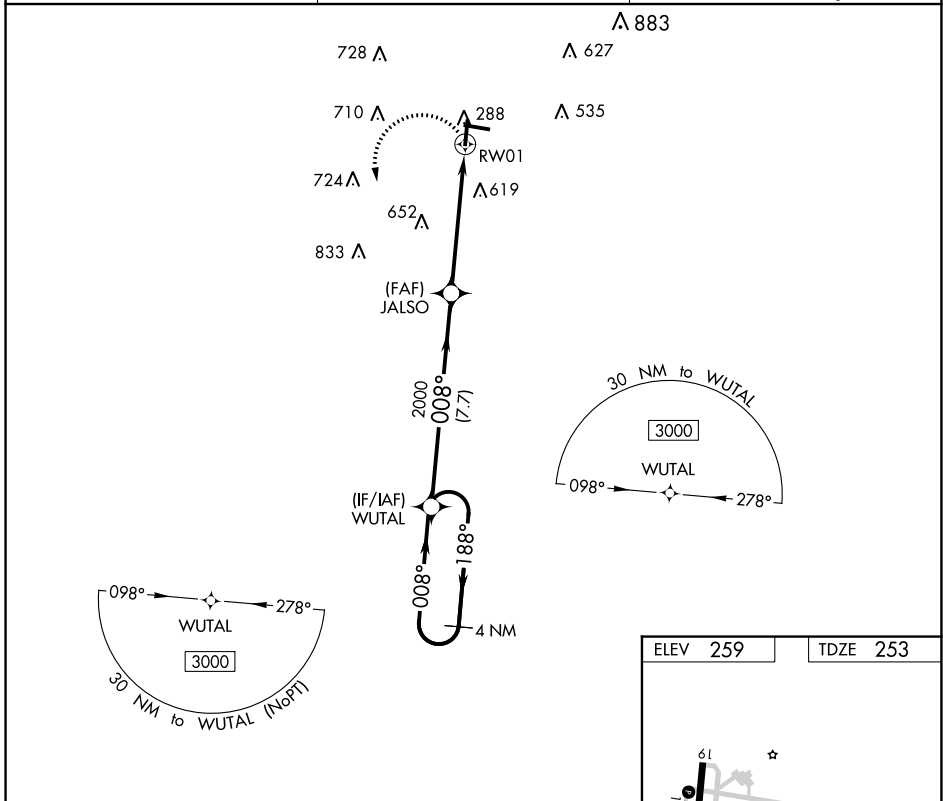 883
728
627
710
288
535
RW01
724
619
652
833
(FAF)
JALSO
2000
008°
(7.7)
30 NM to WUTAL
3000
WUTAL
098°
278°
(IF/IAF)
WUTAL
188°
008°
4 NM
098°
278°
WUTAL
3000
30 NM to WUTAL (NoPT)
ELEV 259
TDZE 253
19
P